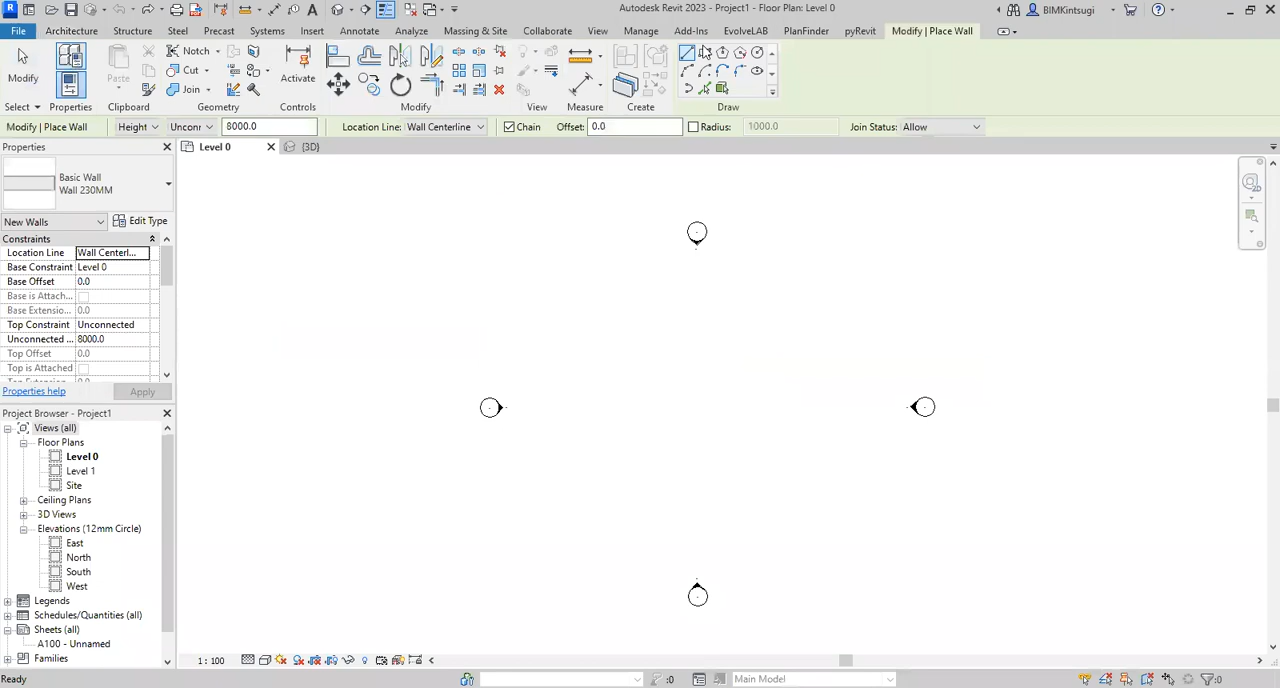 Autodesk Revit 2023 - Project1 - Floor Plan: Level 0
BIMKintsugi
File Architecture Structure Steel Precast Systems Insert Annotate Analyze Massing & Site Collaborate View Manage Add-Ins EvolveLAB PlanFinder pyRevit Modify | Place Wall
Modify
Paste
Notch
Cut
Join
Activate
Select Properties Clipboard Geometry Controls Modify View Measure Create Draw
Modify | Place Wall Height Unconr 8000.0 Location Line: Wall Centerline Chain Offset: 0.0 Radius: 1000.0 Join Status: Allow
Properties
Level 0 {3D}
Basic Wall
Wall 230MM
New Walls Edit Type
Constraints
Location Line Wall Centerl...
Base Constraint Level 0
Base Offset 0.0
Base is Attach...
Base Extensio... 0.0
Top Constraint Unconnected
Unconnected ... 8000.0
Top Offset 0.0
Top is Attached
Properties help Apply
Project Browser - Project1
Views (all)
Floor Plans
Level 0
Level 1
Site
Ceiling Plans
3D Views
Elevations (12mm Circle)
East
North
South
West
Legends
Schedules/Quantities (all)
Sheets (all)
A100 - Unnamed
Families
1 : 100
Ready :0 Main Model :0